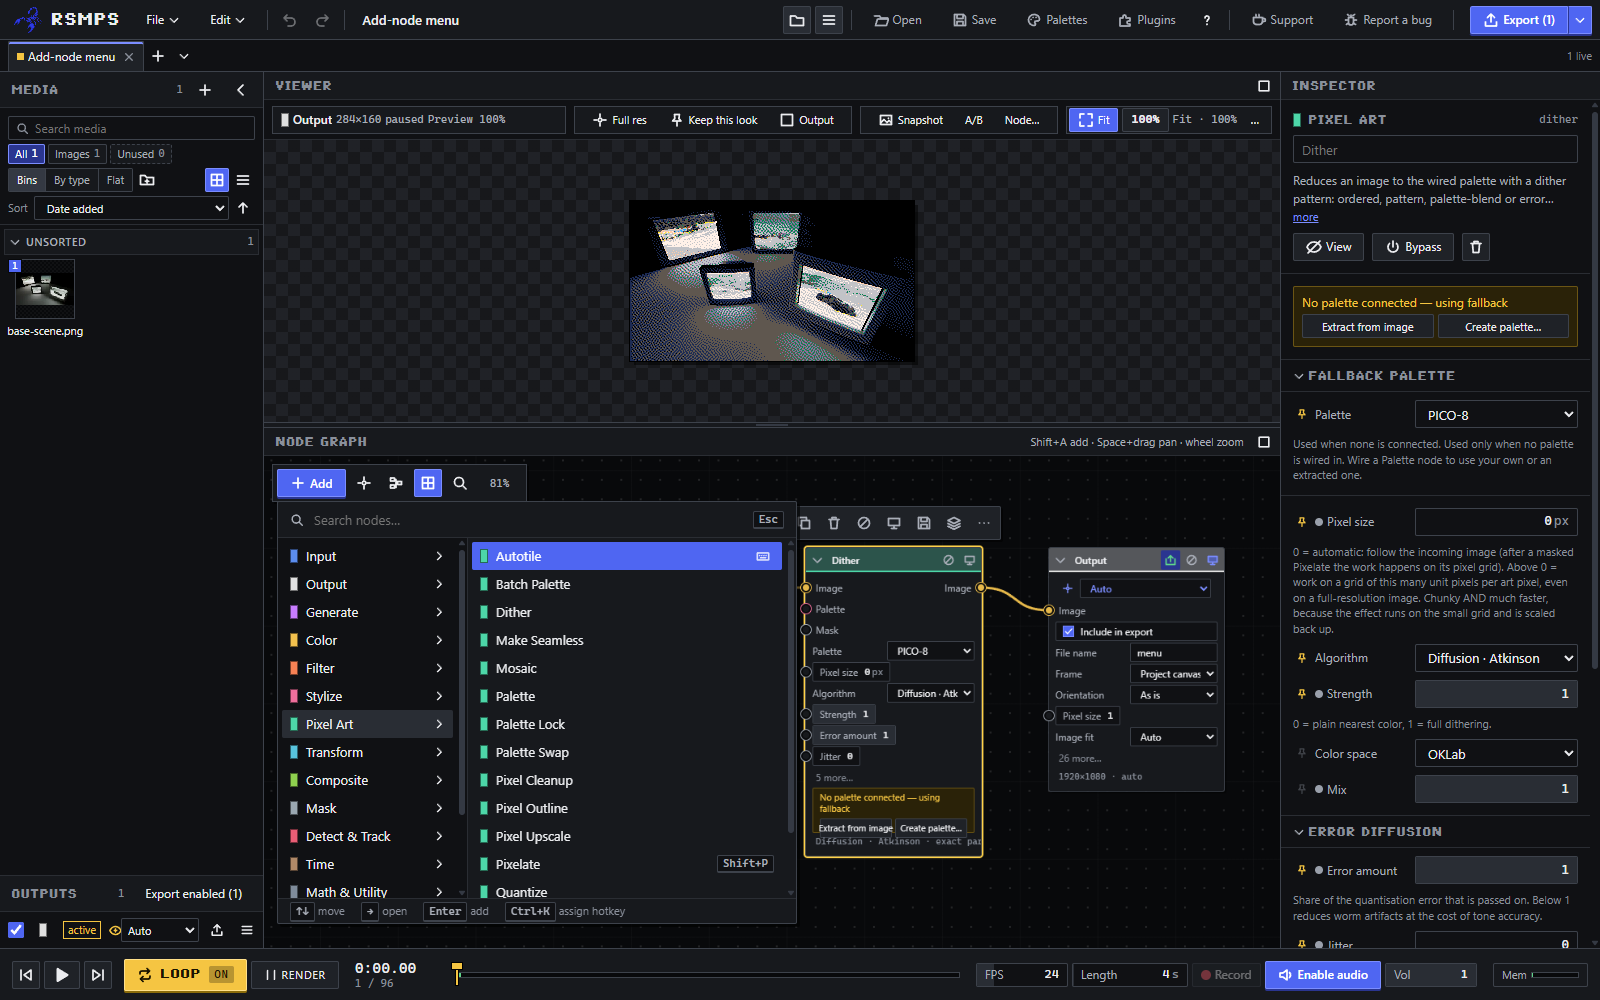 RSMPS File Edit Add-node menu Open Save Palettes Plugins ? Support Report a bug Export (1)
Add-node menu 1 live
MEDIA 1
Search media
All 1 Images 1 Unused 0
Bins By type Flat
Sort Date added
UNSORTED 1
1
base-scene.png
OUTPUTS 1 Export enabled (1)
active Auto
VIEWER
Output 284×160 paused Preview 100% Full res Keep this look Output Snapshot A/B Node... Fit 100% Fit · 100% ...
NODE GRAPH Shift+A add · Space+drag pan · wheel zoom
Add 81%
Search nodes... Esc
Input
Output
Generate
Color
Filter
Stylize
Pixel Art
Transform
Composite
Mask
Detect & Track
Time
Math & Utility
Autotile
Batch Palette
Dither
Make Seamless
Mosaic
Palette
Palette Lock
Palette Swap
Pixel Cleanup
Pixel Outline
Pixel Upscale
Pixelate Shift+P
Quantize
move open Enter add Ctrl+K assign hotkey
Dither
Image Image
Palette
Mask
Palette PICO-8
Pixel size 0 px
Algorithm Diffusion · Atk
Strength 1
Error amount 1
Jitter 0
5 more...
No palette connected — using
fallback
Extract from image Create palette...
Diffusion · Atkinson · exact par
Output
Auto
Image
Include in export
File name menu
Frame Project canvas
Orientation As is
Pixel size 1
Image fit Auto
26 more...
1920×1080 · auto
INSPECTOR
PIXEL ART dither
Dither
Reduces an image to the wired palette with a dither
pattern: ordered, pattern, palette-blend or error...
more
View Bypass
No palette connected — using fallback
Extract from image Create palette...
FALLBACK PALETTE
Palette PICO-8
Used when none is connected. Used only when no palette
is wired in. Wire a Palette node to use your own or an
extracted one.
Pixel size 0 px
0 = automatic: follow the incoming image (after a masked
Pixelate the work happens on its pixel grid). Above 0 =
work on a grid of this many unit pixels per art pixel, even
on a full-resolution image. Chunky AND much faster,
because the effect runs on the small grid and is scaled
back up.
Algorithm Diffusion · Atkinson
Strength 1
0 = plain nearest color, 1 = full dithering.
Color space OKLab
Mix 1
ERROR DIFFUSION
Error amount 1
Share of the quantisation error that is passed on. Below 1
reduces worm artifacts at the cost of tone accuracy.
Jitter 0
LOOP ON RENDER 0:00.00
1 / 96
FPS 24 Length 4 s Record Enable audio Vol 1 Mem